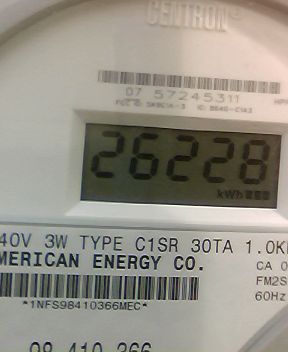 CENTRON®
07 57245311
26228
kWh
40V 3W TYPE C1SR 30TA 1.0K
MERICAN ENERGY CO.
CA 0
FM2S
60Hz
*1NFS98410366MEC*
98 410 366